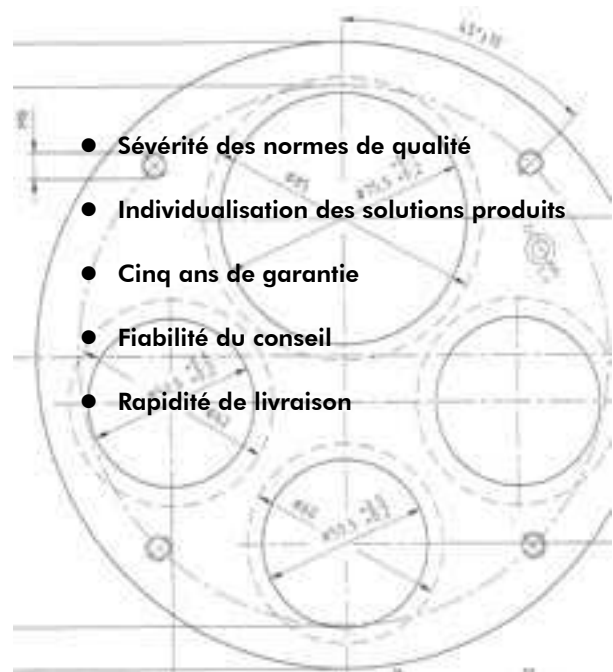 ● Sévérité des normes de qualité
● Individualisation des solutions produits
● Cinq ans de garantie
● Fiabilité du conseil
● Rapidité de livraison